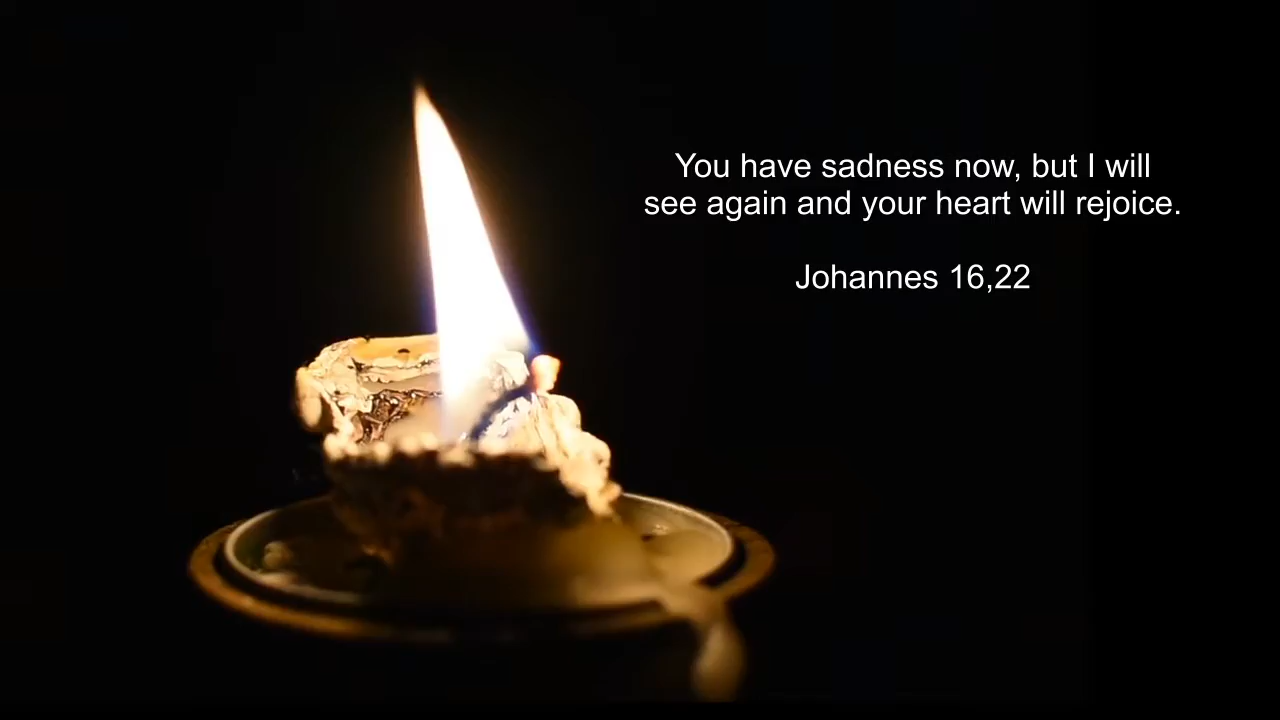 You have sadness now, but I will
see again and your heart will rejoice.
Johannes 16,22